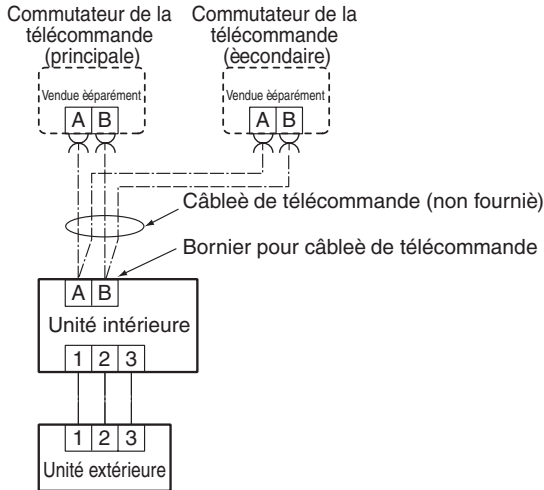 Commutateur de la
télécommande
(principale)
Commutateur de la
télécommande
(èecondaire)
Vendue èéparément
Vendue èéparément
A B
A B
Câbleè de télécommande (non fourniè)
Bornier pour câbleè de télécommande
A B
Unité intérieure
1 2 3
1 2 3
Unité extérieure